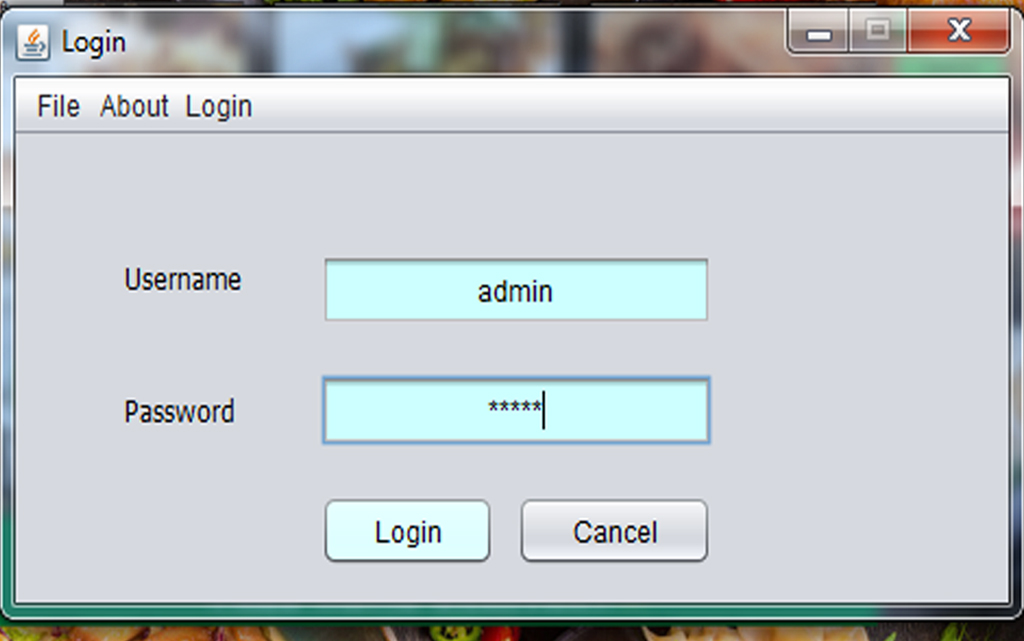 Login
File About Login
Username admin
Password *****
Login Cancel